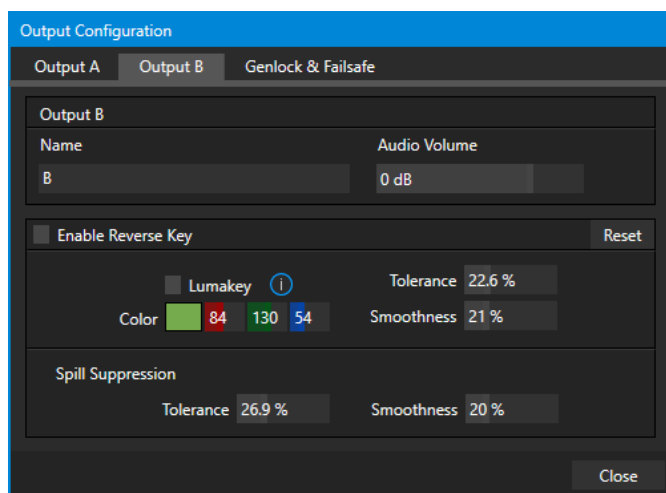 Output Configuration
Output A Output B Genlock & Failsafe
Output B
Name Audio Volume
B 0 dB
Enable Reverse Key Reset
Lumakey i Tolerance 22.6 %
Color 84 130 54 Smoothness 21 %
Spill Suppression
Tolerance 26.9 % Smoothness 20 %
Close